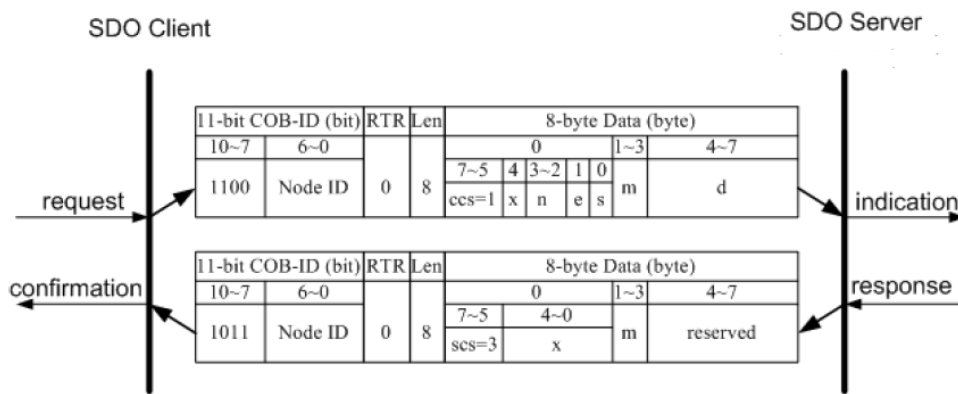 SDO Client
SDO Server
11-bit COB-ID (bit) RTR Len 8-byte Data (byte)
10~7 6~0 0 1~3 4~7
7~5 4 3~2 1 0
1100 Node ID 0 8 m d
ccs=1 x n e s
request
indication
11-bit COB-ID (bit) RTR Len 8-byte Data (byte)
confirmation
response
10~7 6~0 0 1~3 4~7
7~5 4~0
1011 Node ID 0 8 m reserved
scs=3 x